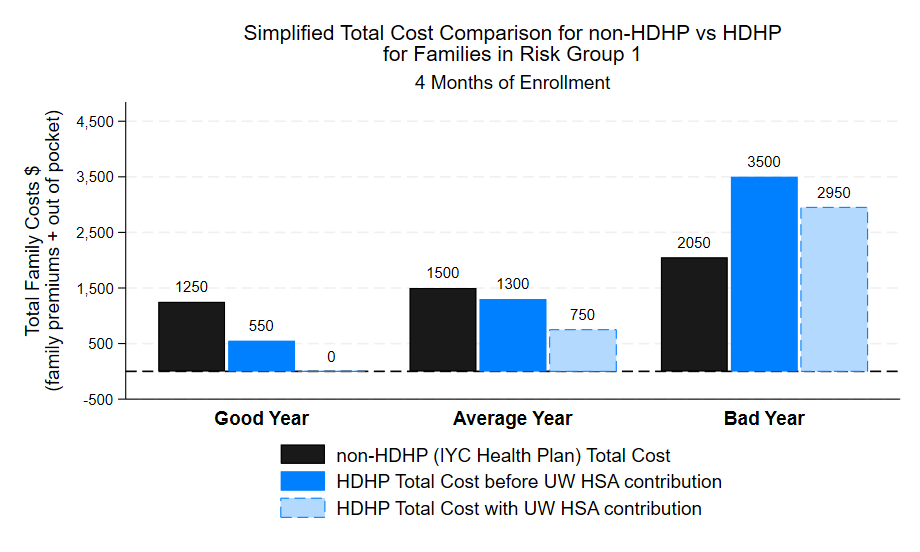 Simplified Total Cost Comparison for non-HDHP vs HDHP
for Families in Risk Group 1
4 Months of Enrollment
Total Family Costs $
(family premiums + out of pocket)
4,500
3,500
2,500
1,500
500
-500
1250
550
0
1500
1300
750
2050
3500
2950
Good Year
Average Year
Bad Year
non-HDHP (IYC Health Plan) Total Cost
HDHP Total Cost before UW HSA contribution
HDHP Total Cost with UW HSA contribution